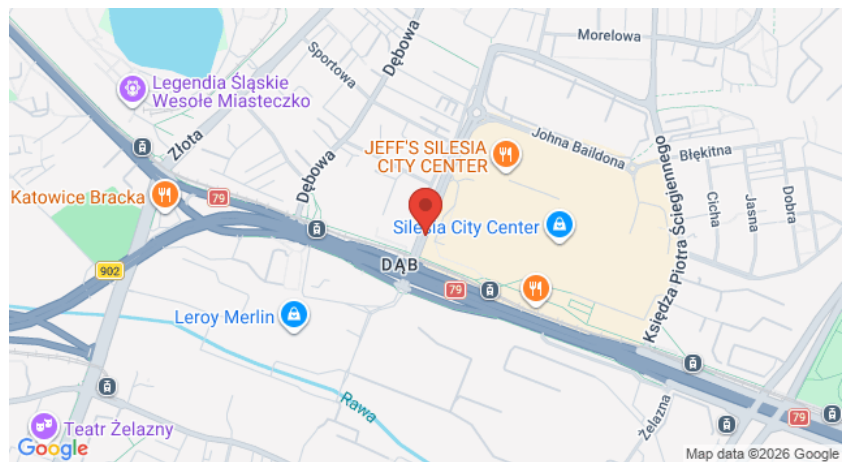 Morelowa
Dębowa
Sportowa
Legendia Śląskie
Wesołe Miasteczko
Złota
JEFF'S SILESIA
CITY CENTER
Johna Baildona
Błękitna
Księdza Piotra Ściegiennego
Cicha
Jasna
Dobra
Dębowa
Katowice Bracka
79
Silesia City Center
DĄB
902
79
Leroy Merlin
Rawa
Żelazna
79
Teatr Żelazny
Google
Map data ©2026 Google